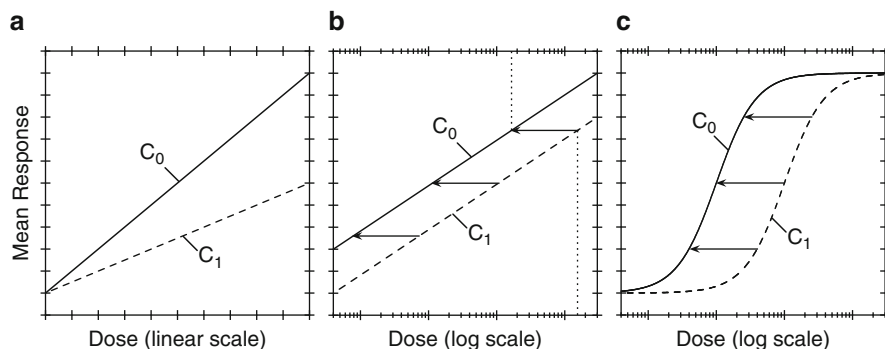 a
b
c
Mean Response
C0
C1
C0
C1
C0
C1
Dose (linear scale)
Dose (log scale)
Dose (log scale)